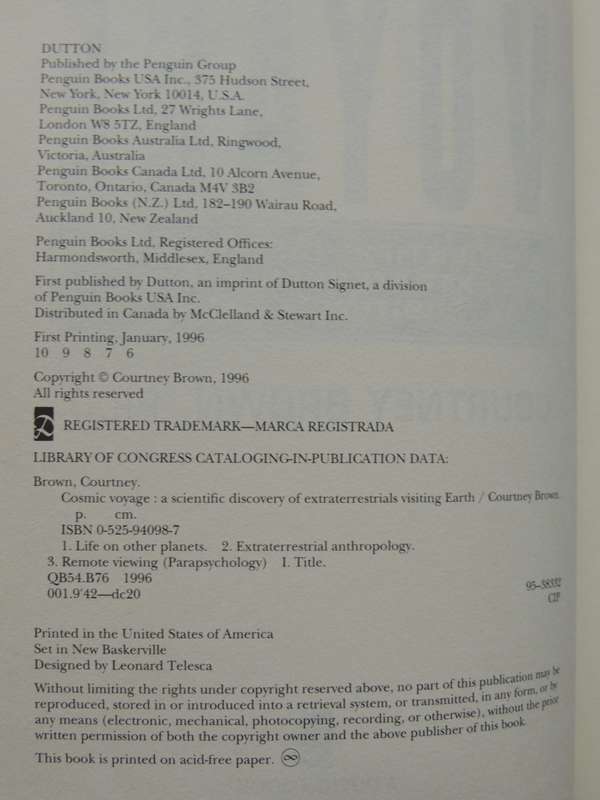 DUTTON
Published by the Penguin Group
Penguin Books USA Inc., 375 Hudson Street,
New York, New York 10014, U.S.A.
Penguin Books Ltd, 27 Wrights Lane,
London W8 5TZ, England
Penguin Books Australia Ltd, Ringwood,
Victoria, Australia
Penguin Books Canada Ltd, 10 Alcorn Avenue,
Toronto, Ontario, Canada M4V 3B2
Penguin Books (N.Z.) Ltd, 182–190 Wairau Road,
Auckland 10, New Zealand
Penguin Books Ltd, Registered Offices:
Harmondsworth, Middlesex, England
First published by Dutton, an imprint of Dutton Signet, a division
of Penguin Books USA Inc.
Distributed in Canada by McClelland & Stewart Inc.
First Printing. January, 1996
10 9 8 7 6
Copyright © Courtney Brown, 1996
All rights reserved
REGISTERED TRADEMARK—MARCA REGISTRADA
LIBRARY OF CONGRESS CATALOGING-IN-PUBLICATION DATA:
Brown, Courtney.
Cosmic voyage : a scientific discovery of extraterrestrials visiting Earth / Courtney Brown.
p. cm.
ISBN 0-525-94098-7
1. Life on other planets. 2. Extraterrestrial anthropology.
3. Remote viewing (Parapsychology) I. Title.
QB54.B76 1996
001.9'42—dc20
95–38332
CIP
Printed in the United States of America
Set in New Baskerville
Designed by Leonard Telesca
Without limiting the rights under copyright reserved above, no part of this publication may be
reproduced, stored in or introduced into a retrieval system, or transmitted, in any form, or by
any means (electronic, mechanical, photocopying, recording, or otherwise), without the prior
written permission of both the copyright owner and the above publisher of this book.
This book is printed on acid-free paper. ∞